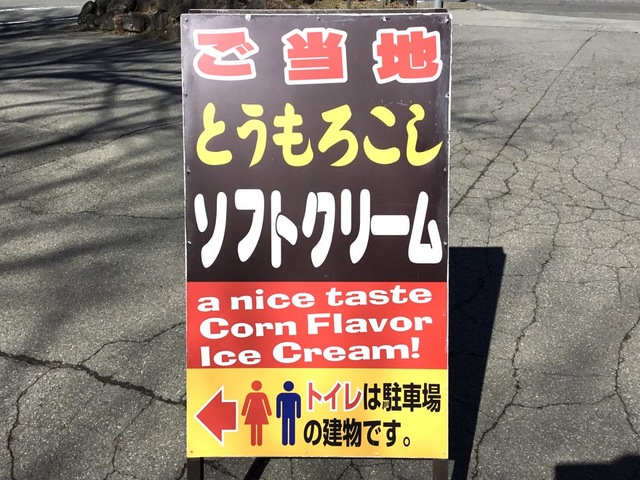 ご当地
とうもろこし
ソフトクリーム
a nice taste
Corn Flavor
Ice Cream!
トイレは駐車場
の建物です。